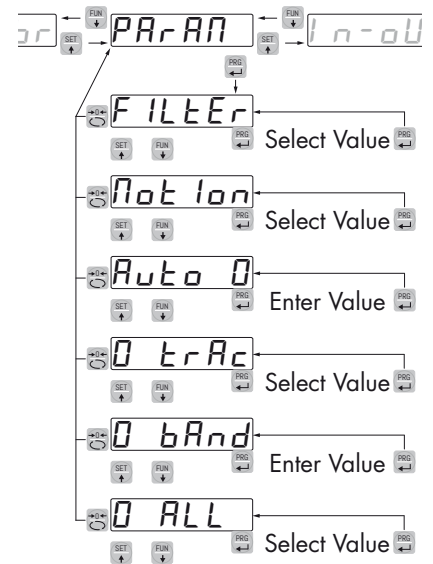 or FUN SET PArAM FUN SET In-oU
PRG
FILtEr
SET FUN PRG Select Value PRG
Motion
SET FUN PRG Select Value PRG
Auto 0
SET FUN PRG Enter Value PRG
0 trAc
SET FUN PRG Select Value PRG
0 bAnd
SET FUN PRG Enter Value PRG
0 ALL
SET FUN PRG Select Value PRG